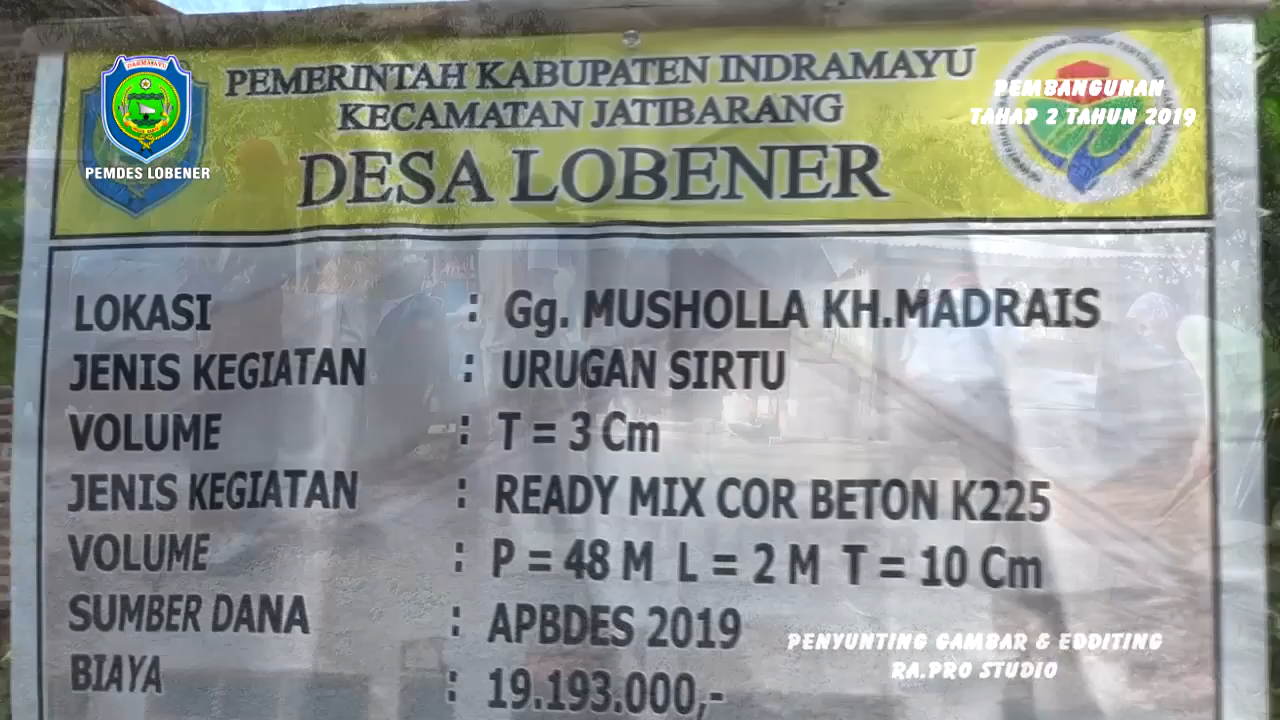 PEMERINTAH KABUPATEN INDRAMAYU
KECAMATAN JATIBARANG
DESA LOBENER
PEMDES LOBENER
PEMBANGUNAN
TAHAP 2 TAHUN 2019
LOKASI : Gg. MUSHOLLA KH.MADRAIS
JENIS KEGIATAN : URUGAN SIRTU
VOLUME : T = 3 Cm
JENIS KEGIATAN : READY MIX COR BETON K225
VOLUME : P = 48 M L = 2 M T = 10 Cm
SUMBER DANA : APBDES 2019
BIAYA : 19.193.000,-
PENYUNTING GAMBAR & EDDITING
RA.PRO STUDIO